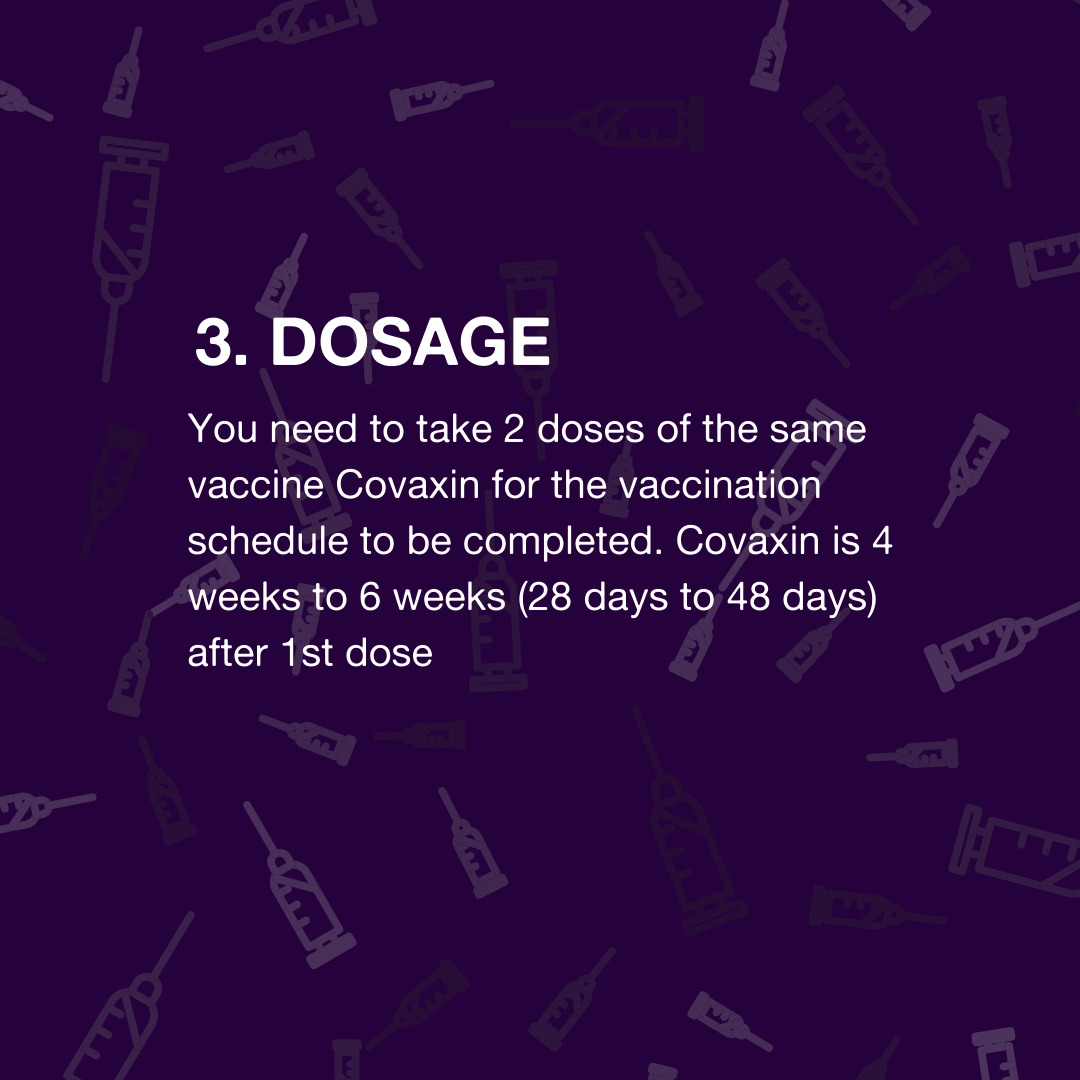 3. DOSAGE
You need to take 2 doses of the same
vaccine Covaxin for the vaccination
schedule to be completed. Covaxin is 4
weeks to 6 weeks (28 days to 48 days)
after 1st dose